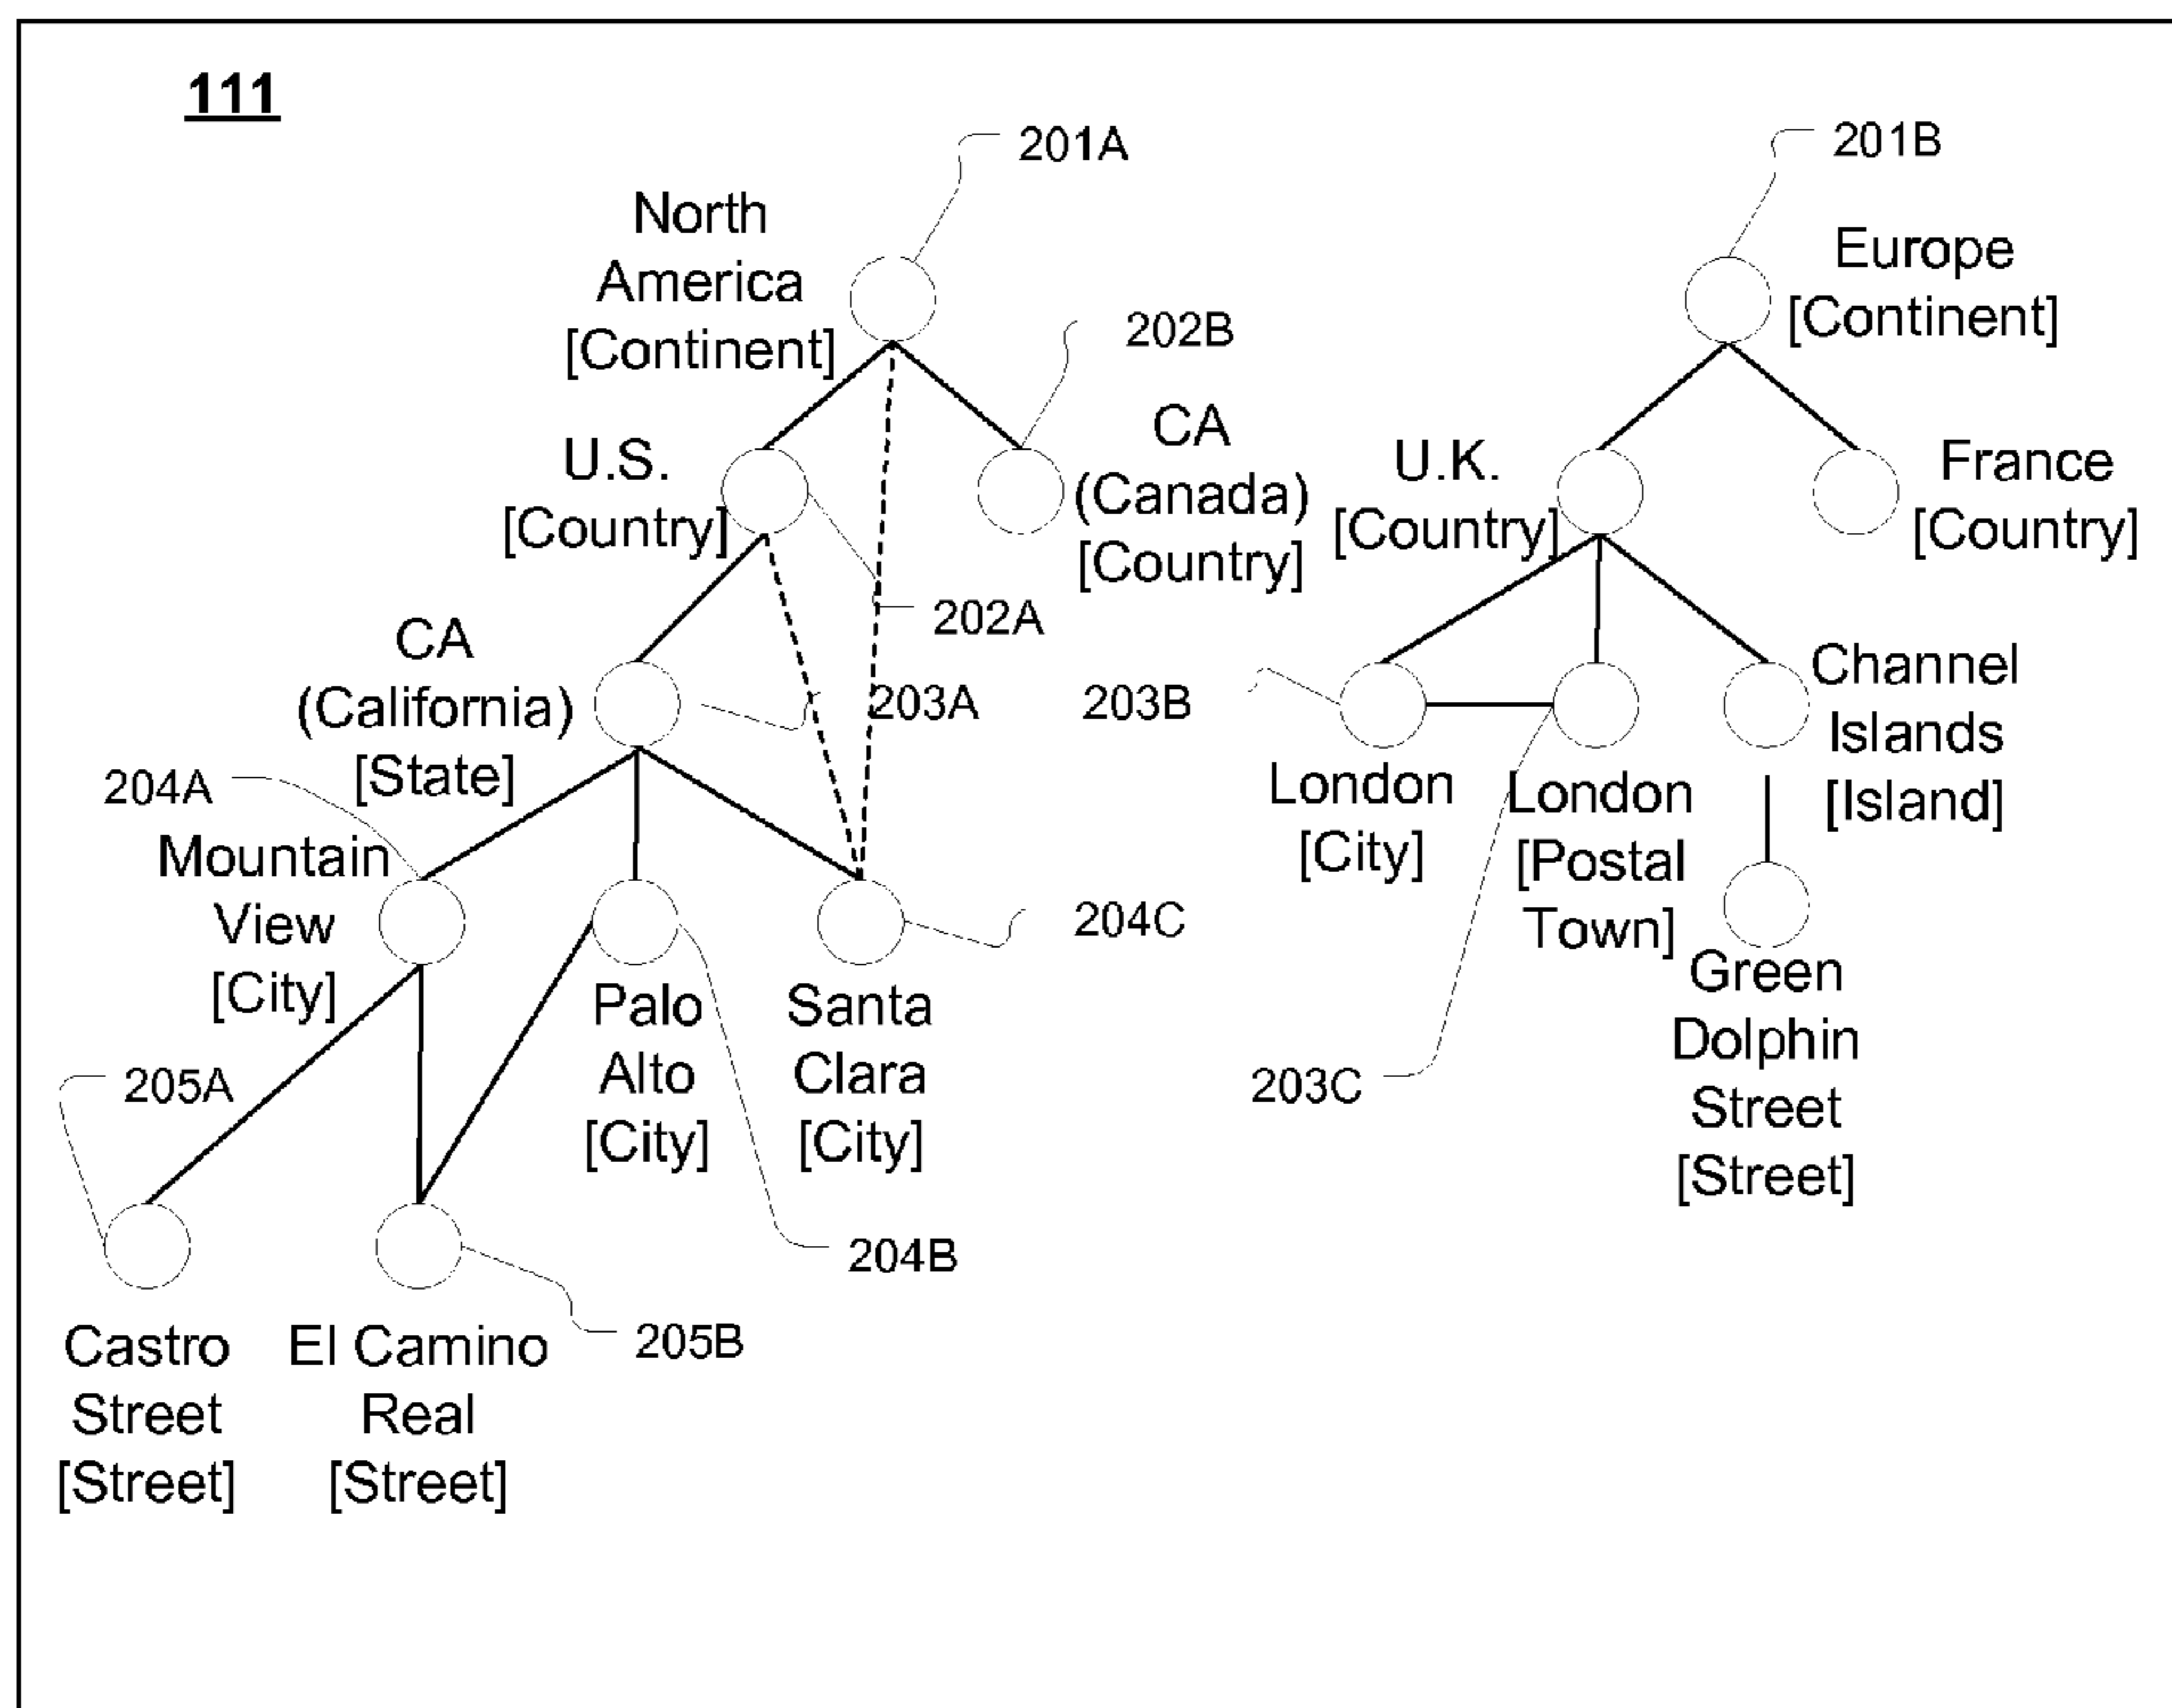 111
201A
201B
North
America
[Continent]
Europe
[Continent]
202B
CA
(Canada)
[Country]
U.S.
[Country]
U.K.
[Country]
France
[Country]
202A
CA
(California)
[State]
203A
203B
Channel
Islands
[Island]
204A
London
[City]
London
[Postal
Town]
Mountain
View
[City]
204C
Palo
Alto
[City]
Santa
Clara
[City]
Green
Dolphin
Street
[Street]
205A
203C
204B
205B
Castro
Street
[Street]
El Camino
Real
[Street]